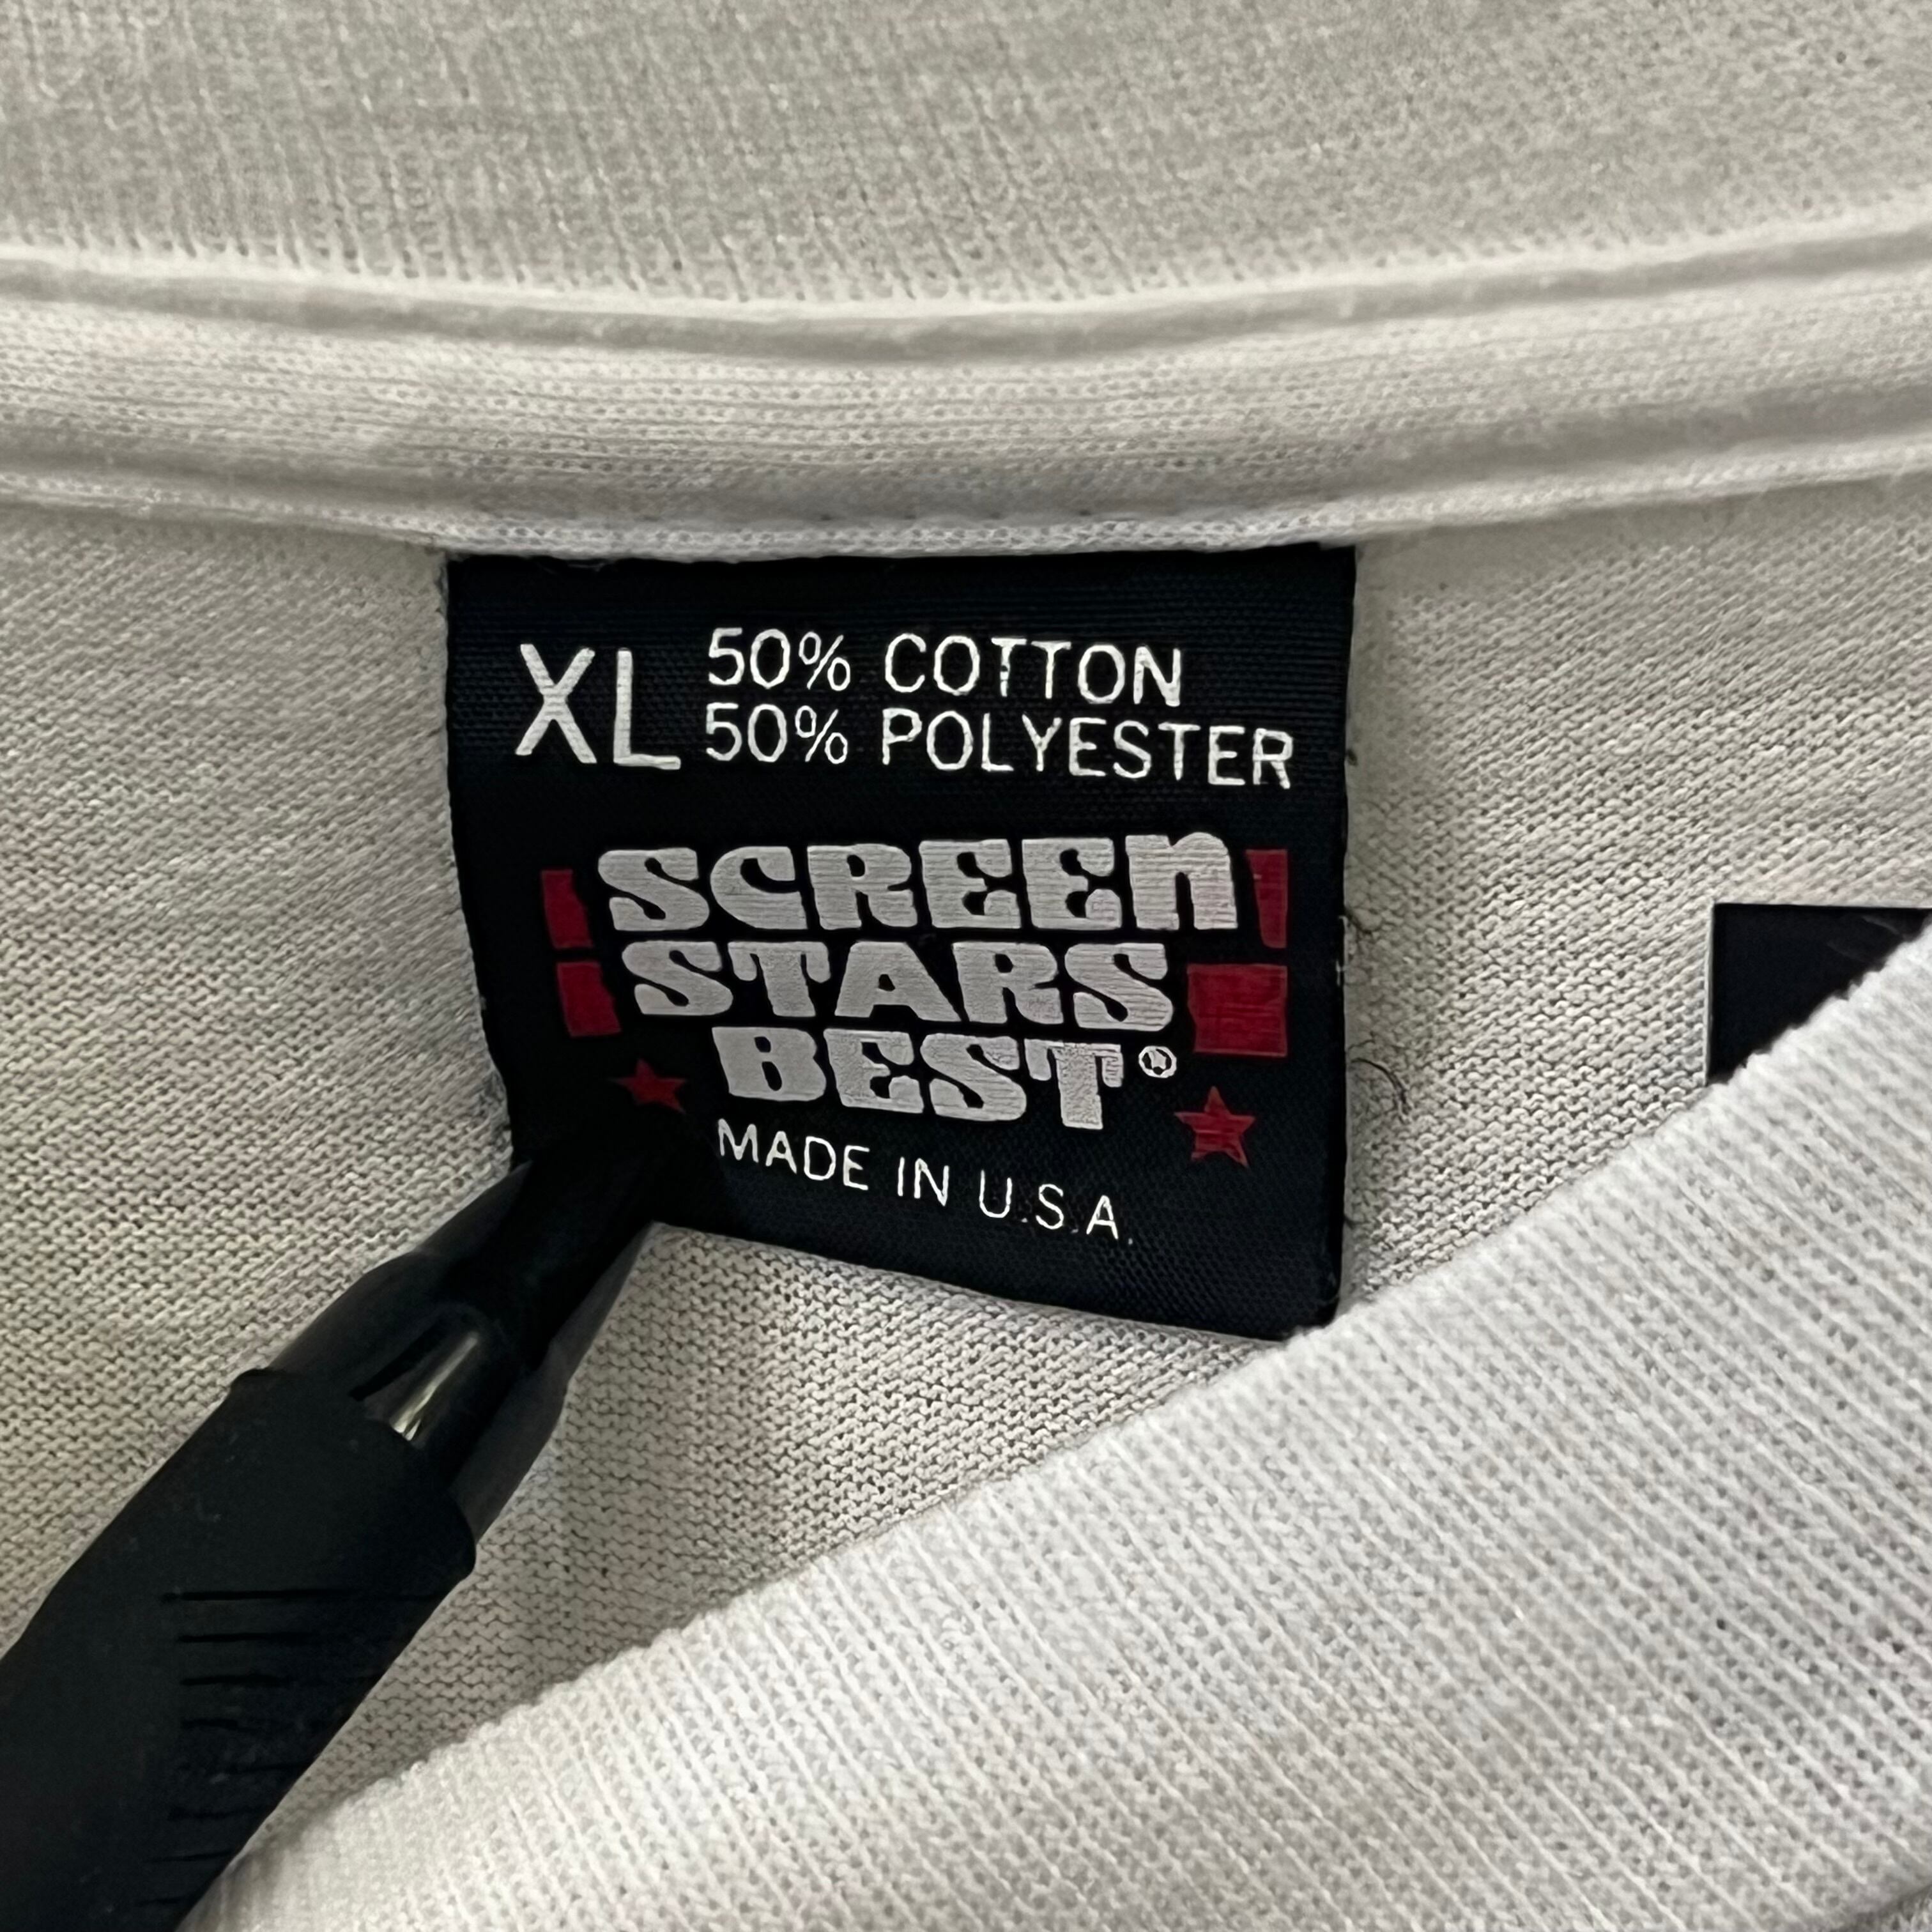 XL 50% COTTON
50% POLYESTER
SCREEN
STARS
BEST®
MADE IN U.S.A.